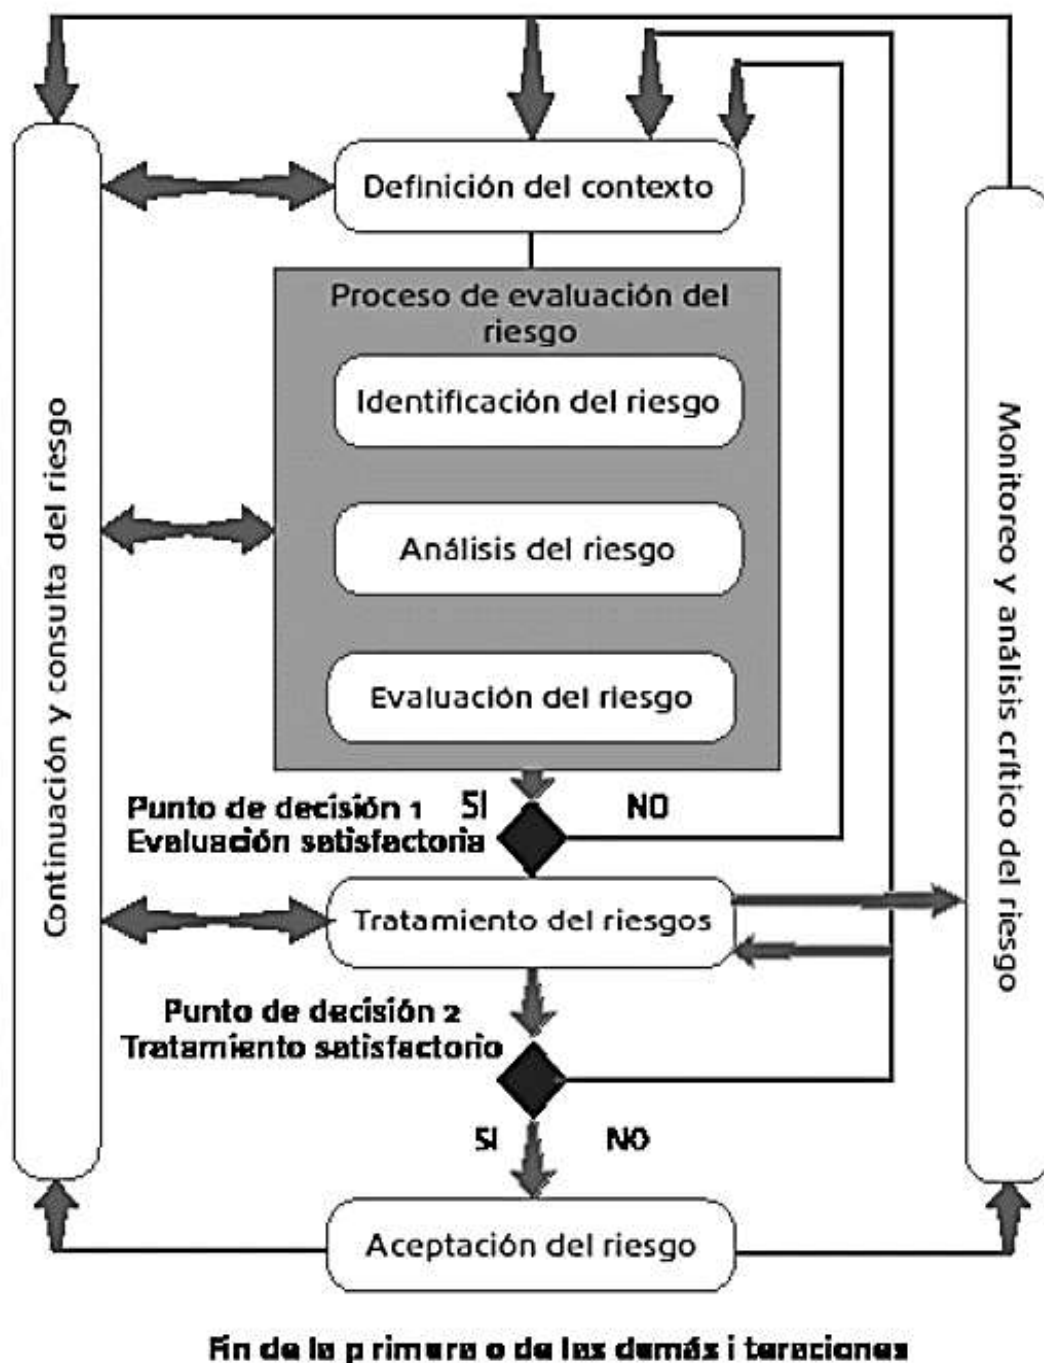 Definición del contexto
Proceso de evaluación del
riesgo
Identificación del riesgo
Análisis del riesgo
Evaluación del riesgo
Continuación y consulta del riesgo
Monitoreo y análisis crítico del riesgo
Punto de decisión 1
Evaluación satisfactoria
SI
NO
Tratamiento del riesgos
Punto de decisión 2
Tratamiento satisfactorio
SI
NO
Aceptación del riesgo
Fin de la primera o de las demás iteraciones